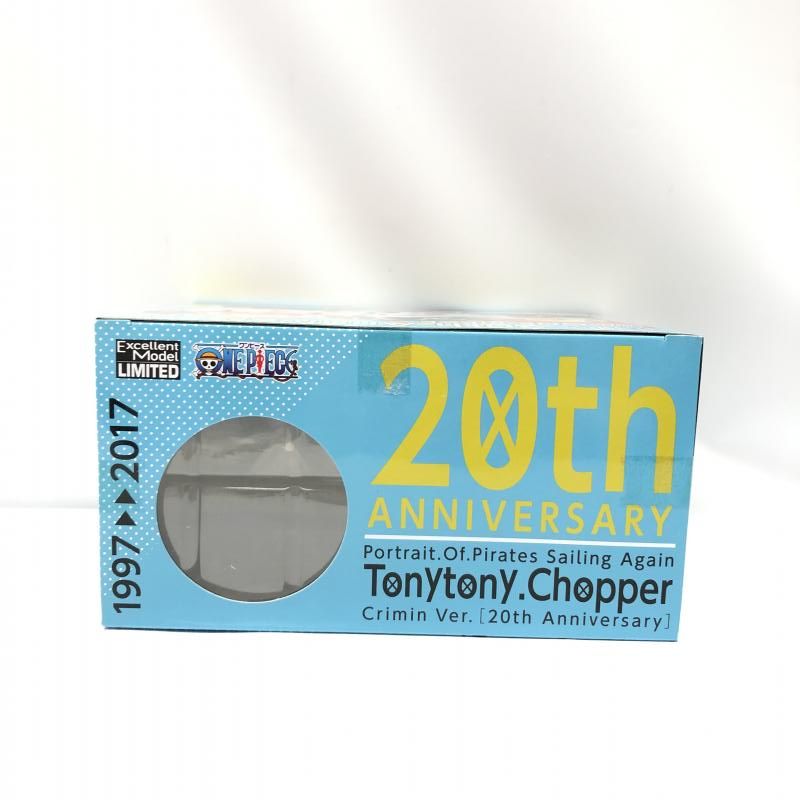 Excellent
Model
LIMITED
ワンピース
ONE PIECE
1997▶▶2017
20th
ANNIVERSARY
Portrait.Of.Pirates Sailing Again
TonytonY.Chopper
Crimin Ver. [20th Anniversary]